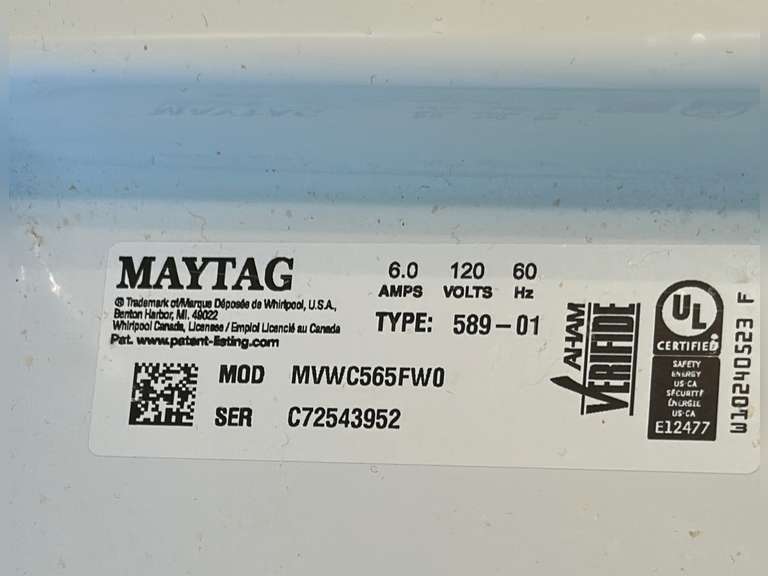 MAYTAG
® Trademark of/Marque Déposée de Whirlpool, U.S.A.,
Benton Harbor, MI. 49022
Whirlpool Canada, Licensee / Emploi Licencié au Canada
Pat. www.patent-listing.com
6.0 120 60
AMPS VOLTS Hz
TYPE: 589-01
MOD MVWC565FW0
SER C72543952
AHAM
VERIFIDE
UL
CERTIFIED
SAFETY
ENERGY
US-CA
SÉCURITÉ
ÉNERGIE
US-CA
E12477
W10240523 F